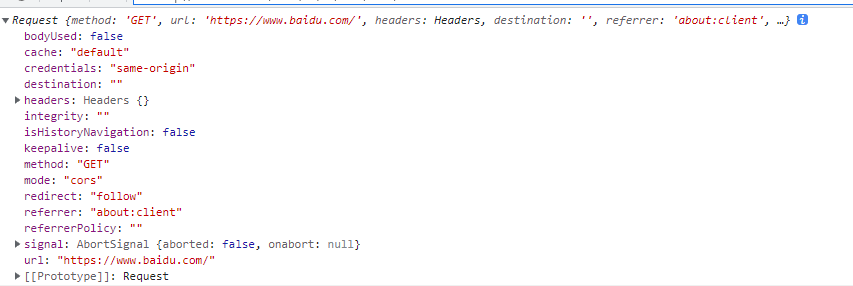 Request {method: 'GET', url: 'https://www.baidu.com/', headers: Headers, destination: '', referrer: 'about:client', …}
bodyUsed: false
cache: "default"
credentials: "same-origin"
destination: ""
headers: Headers {}
integrity: ""
isHistoryNavigation: false
keepalive: false
method: "GET"
mode: "cors"
redirect: "follow"
referrer: "about:client"
referrerPolicy: ""
signal: AbortSignal {aborted: false, onabort: null}
url: "https://www.baidu.com/"
[[Prototype]]: Request